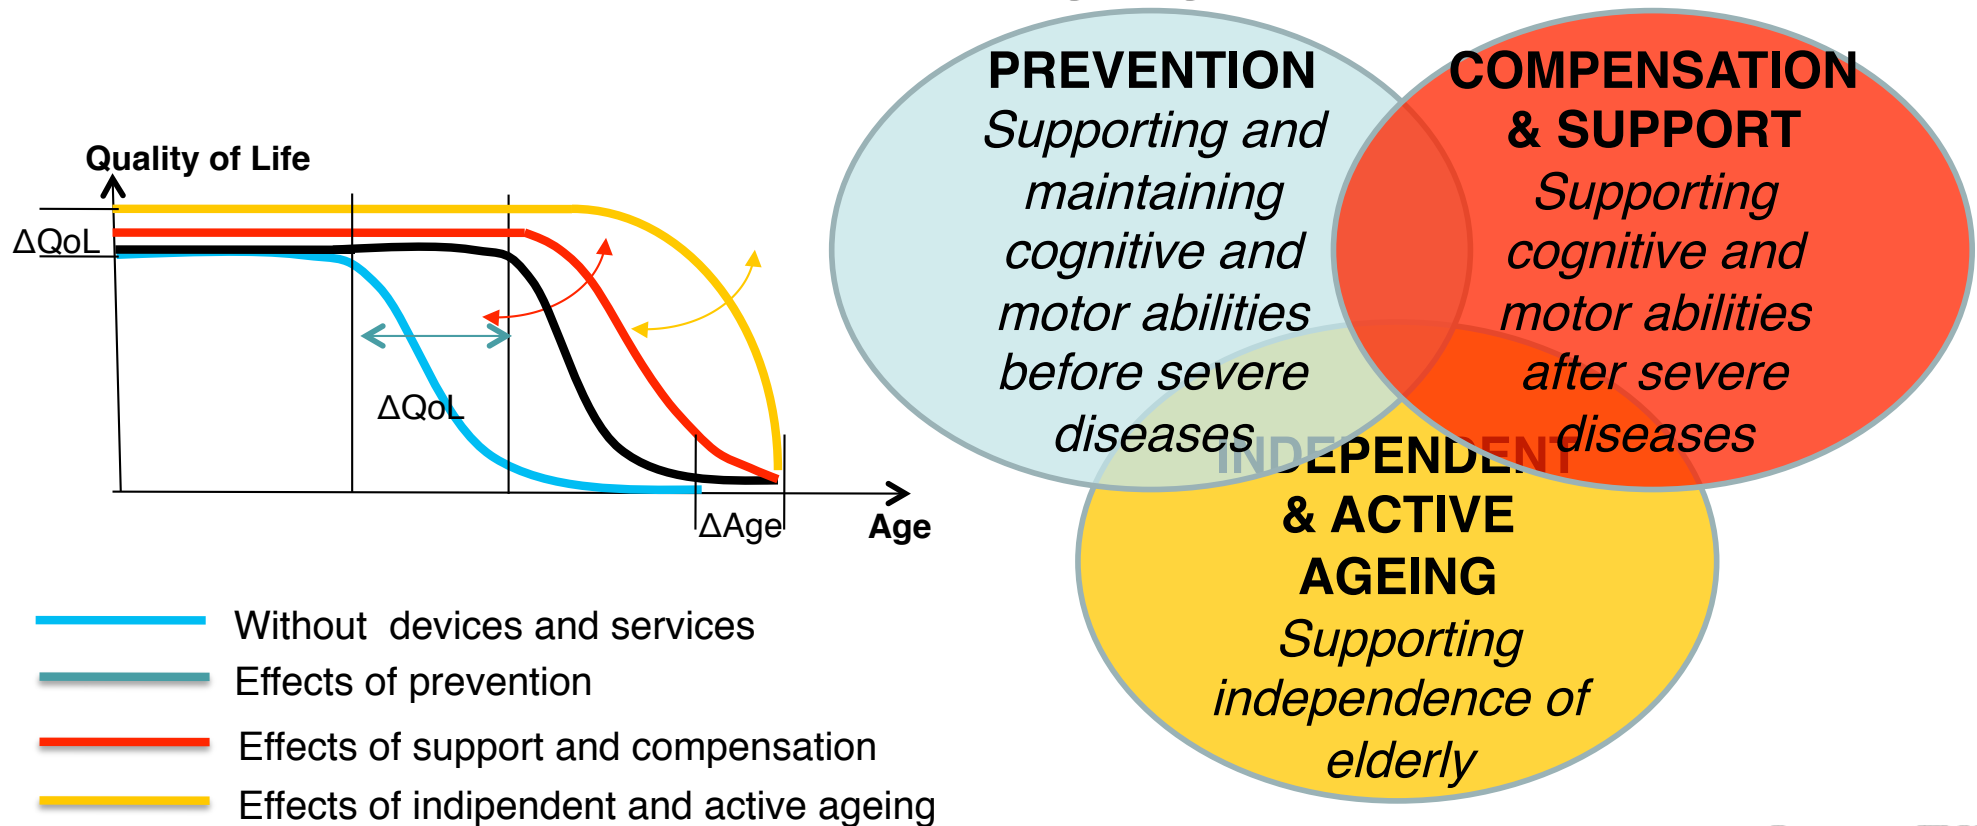 Quality of Life
ΔQoL
ΔQoL
ΔAge
Age
Without devices and services
Effects of prevention
Effects of support and compensation
Effects of indipendent and active ageing
PREVENTION
Supporting and
maintaining
cognitive and
motor abilities
before severe
diseases
COMPENSATION
& SUPPORT
Supporting
cognitive and
motor abilities
after severe
diseases
INDEPENDENT
& ACTIVE
AGEING
Supporting
independence of
elderly